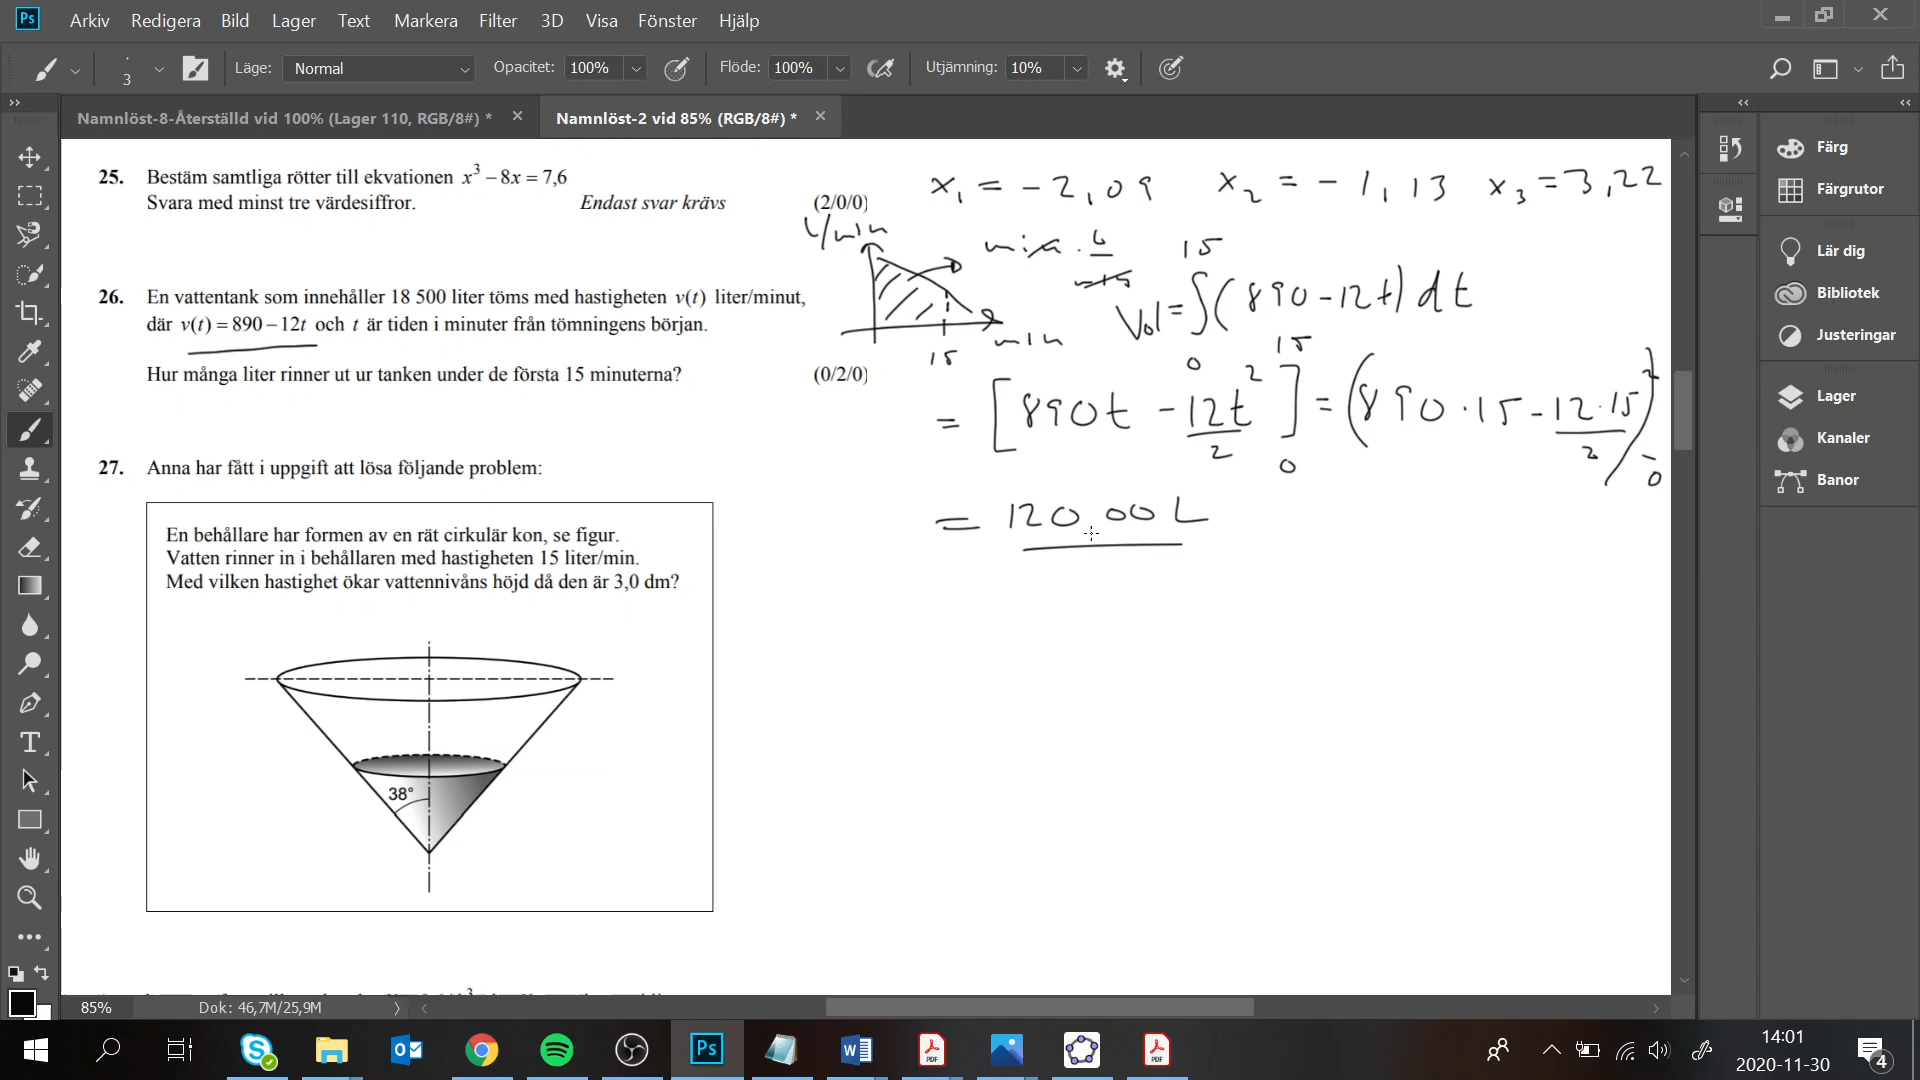 Ps Arkiv Redigera Bild Lager Text Markera Filter 3D Visa Fönster Hjälp
3 Läge: Normal Opacitet: 100% Flöde: 100% Utjämning: 10%
Namnlöst-8-Återställd vid 100% (Lager 110, RGB/8#) * Namnlöst-2 vid 85% (RGB/8#) *
25. Bestäm samtliga rötter till ekvationen x³ – 8x = 7,6
Svara med minst tre värdesiffror. Endast svar krävs (2/0/0)
x₁ = -2,09 x₂ = -1,13 x₃ = 3,22
L/min
min · L
min
26. En vattentank som innehåller 18 500 liter töms med hastigheten v(t) liter/minut,
där v(t) = 890 – 12t och t är tiden i minuter från tömningens början.
Hur många liter rinner ut ur tanken under de första 15 minuterna? (0/2/0)
15 min
Vol = ∫₀¹⁵ (890 - 12t) dt
= [890t - 12t²/2]₀¹⁵ = (890·15 - 12·15²/2) - 0
= 12000 L
27. Anna har fått i uppgift att lösa följande problem:
En behållare har formen av en rät cirkulär kon, se figur.
Vatten rinner in i behållaren med hastigheten 15 liter/min.
Med vilken hastighet ökar vattennivåns höjd då den är 3,0 dm?
38°
Färg
Färgrutor
Lär dig
Bibliotek
Justeringar
Lager
Kanaler
Banor
85% Dok: 46,7M/25,9M
14:01
2020-11-30
4